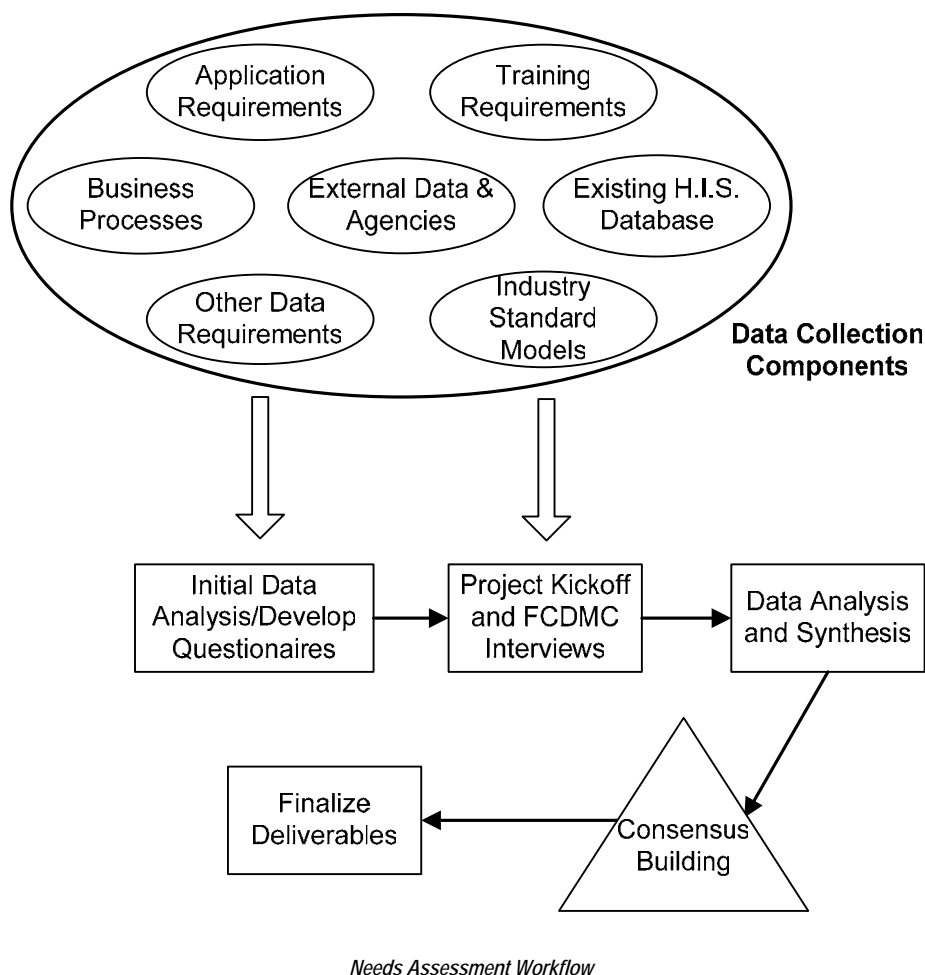 Application
Requirements
Training
Requirements
Business
Processes
External Data &
Agencies
Existing H.I.S.
Database
Other Data
Requirements
Industry
Standard
Models
Data Collection
Components
Initial Data
Analysis/Develop
Questionaires
Project Kickoff
and FCDMC
Interviews
Data Analysis
and Synthesis
Consensus
Building
Finalize
Deliverables
Needs Assessment Workflow